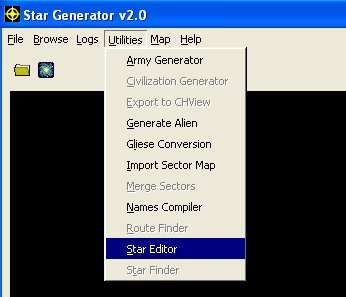 Star Generator v2.0
File Browse Logs Utilities Map Help
Army Generator
Civilization Generator
Export to CHView
Generate Alien
Gliese Conversion
Import Sector Map
Merge Sectors
Names Compiler
Route Finder
Star Editor
Star Finder